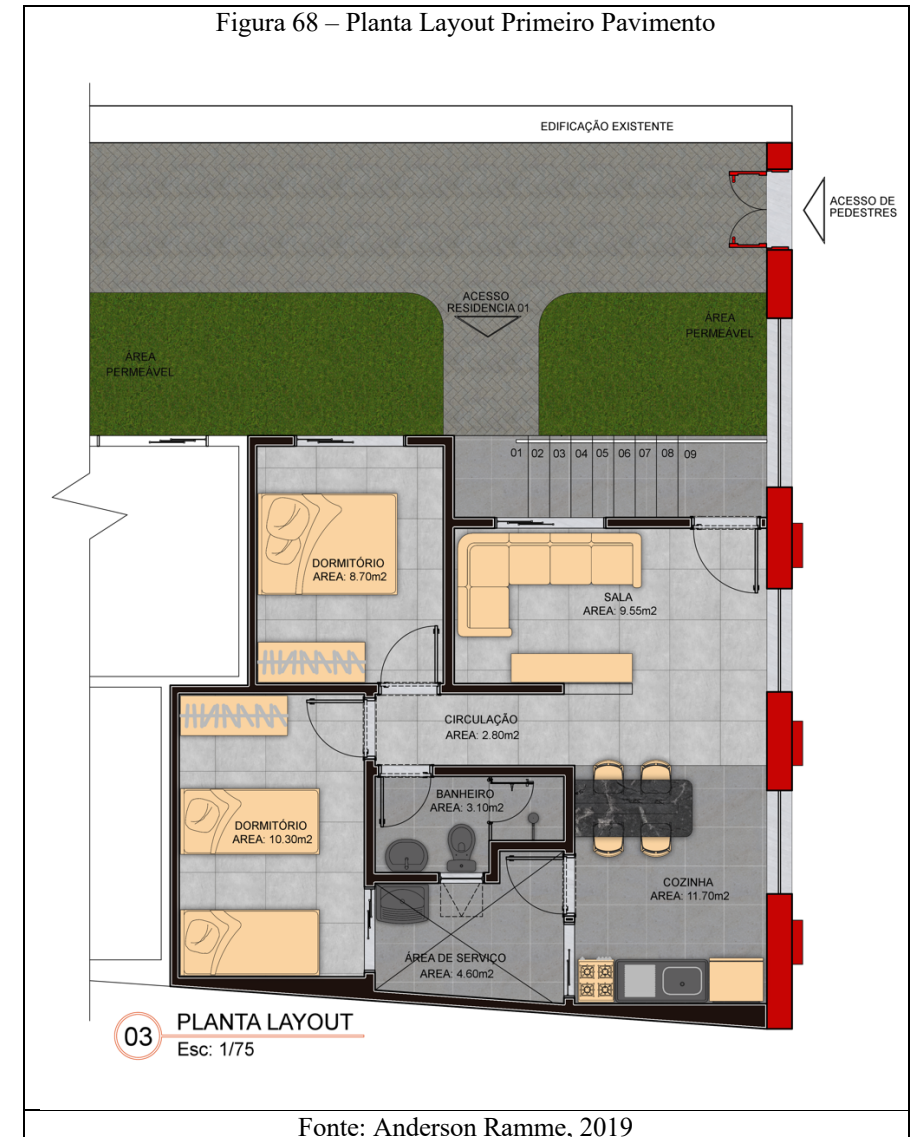 Figura 68 – Planta Layout Primeiro Pavimento
EDIFICAÇÃO EXISTENTE
ACESSO DE
PEDESTRES
ACESSO
RESIDENCIA 01
ÁREA
PERMEÁVEL
ÁREA
PERMEÁVEL
01 02 03 04 05 06 07 08 09
DORMITÓRIO
AREA: 8.70m2
SALA
AREA: 9.55m2
CIRCULAÇÃO
AREA: 2.80m2
BANHEIRO
AREA: 3.10m2
DORMITÓRIO
AREA: 10.30m2
COZINHA
AREA: 11.70m2
ÁREA DE SERVIÇO
AREA: 4.60m2
03 PLANTA LAYOUT
Esc: 1/75
Fonte: Anderson Ramme, 2019